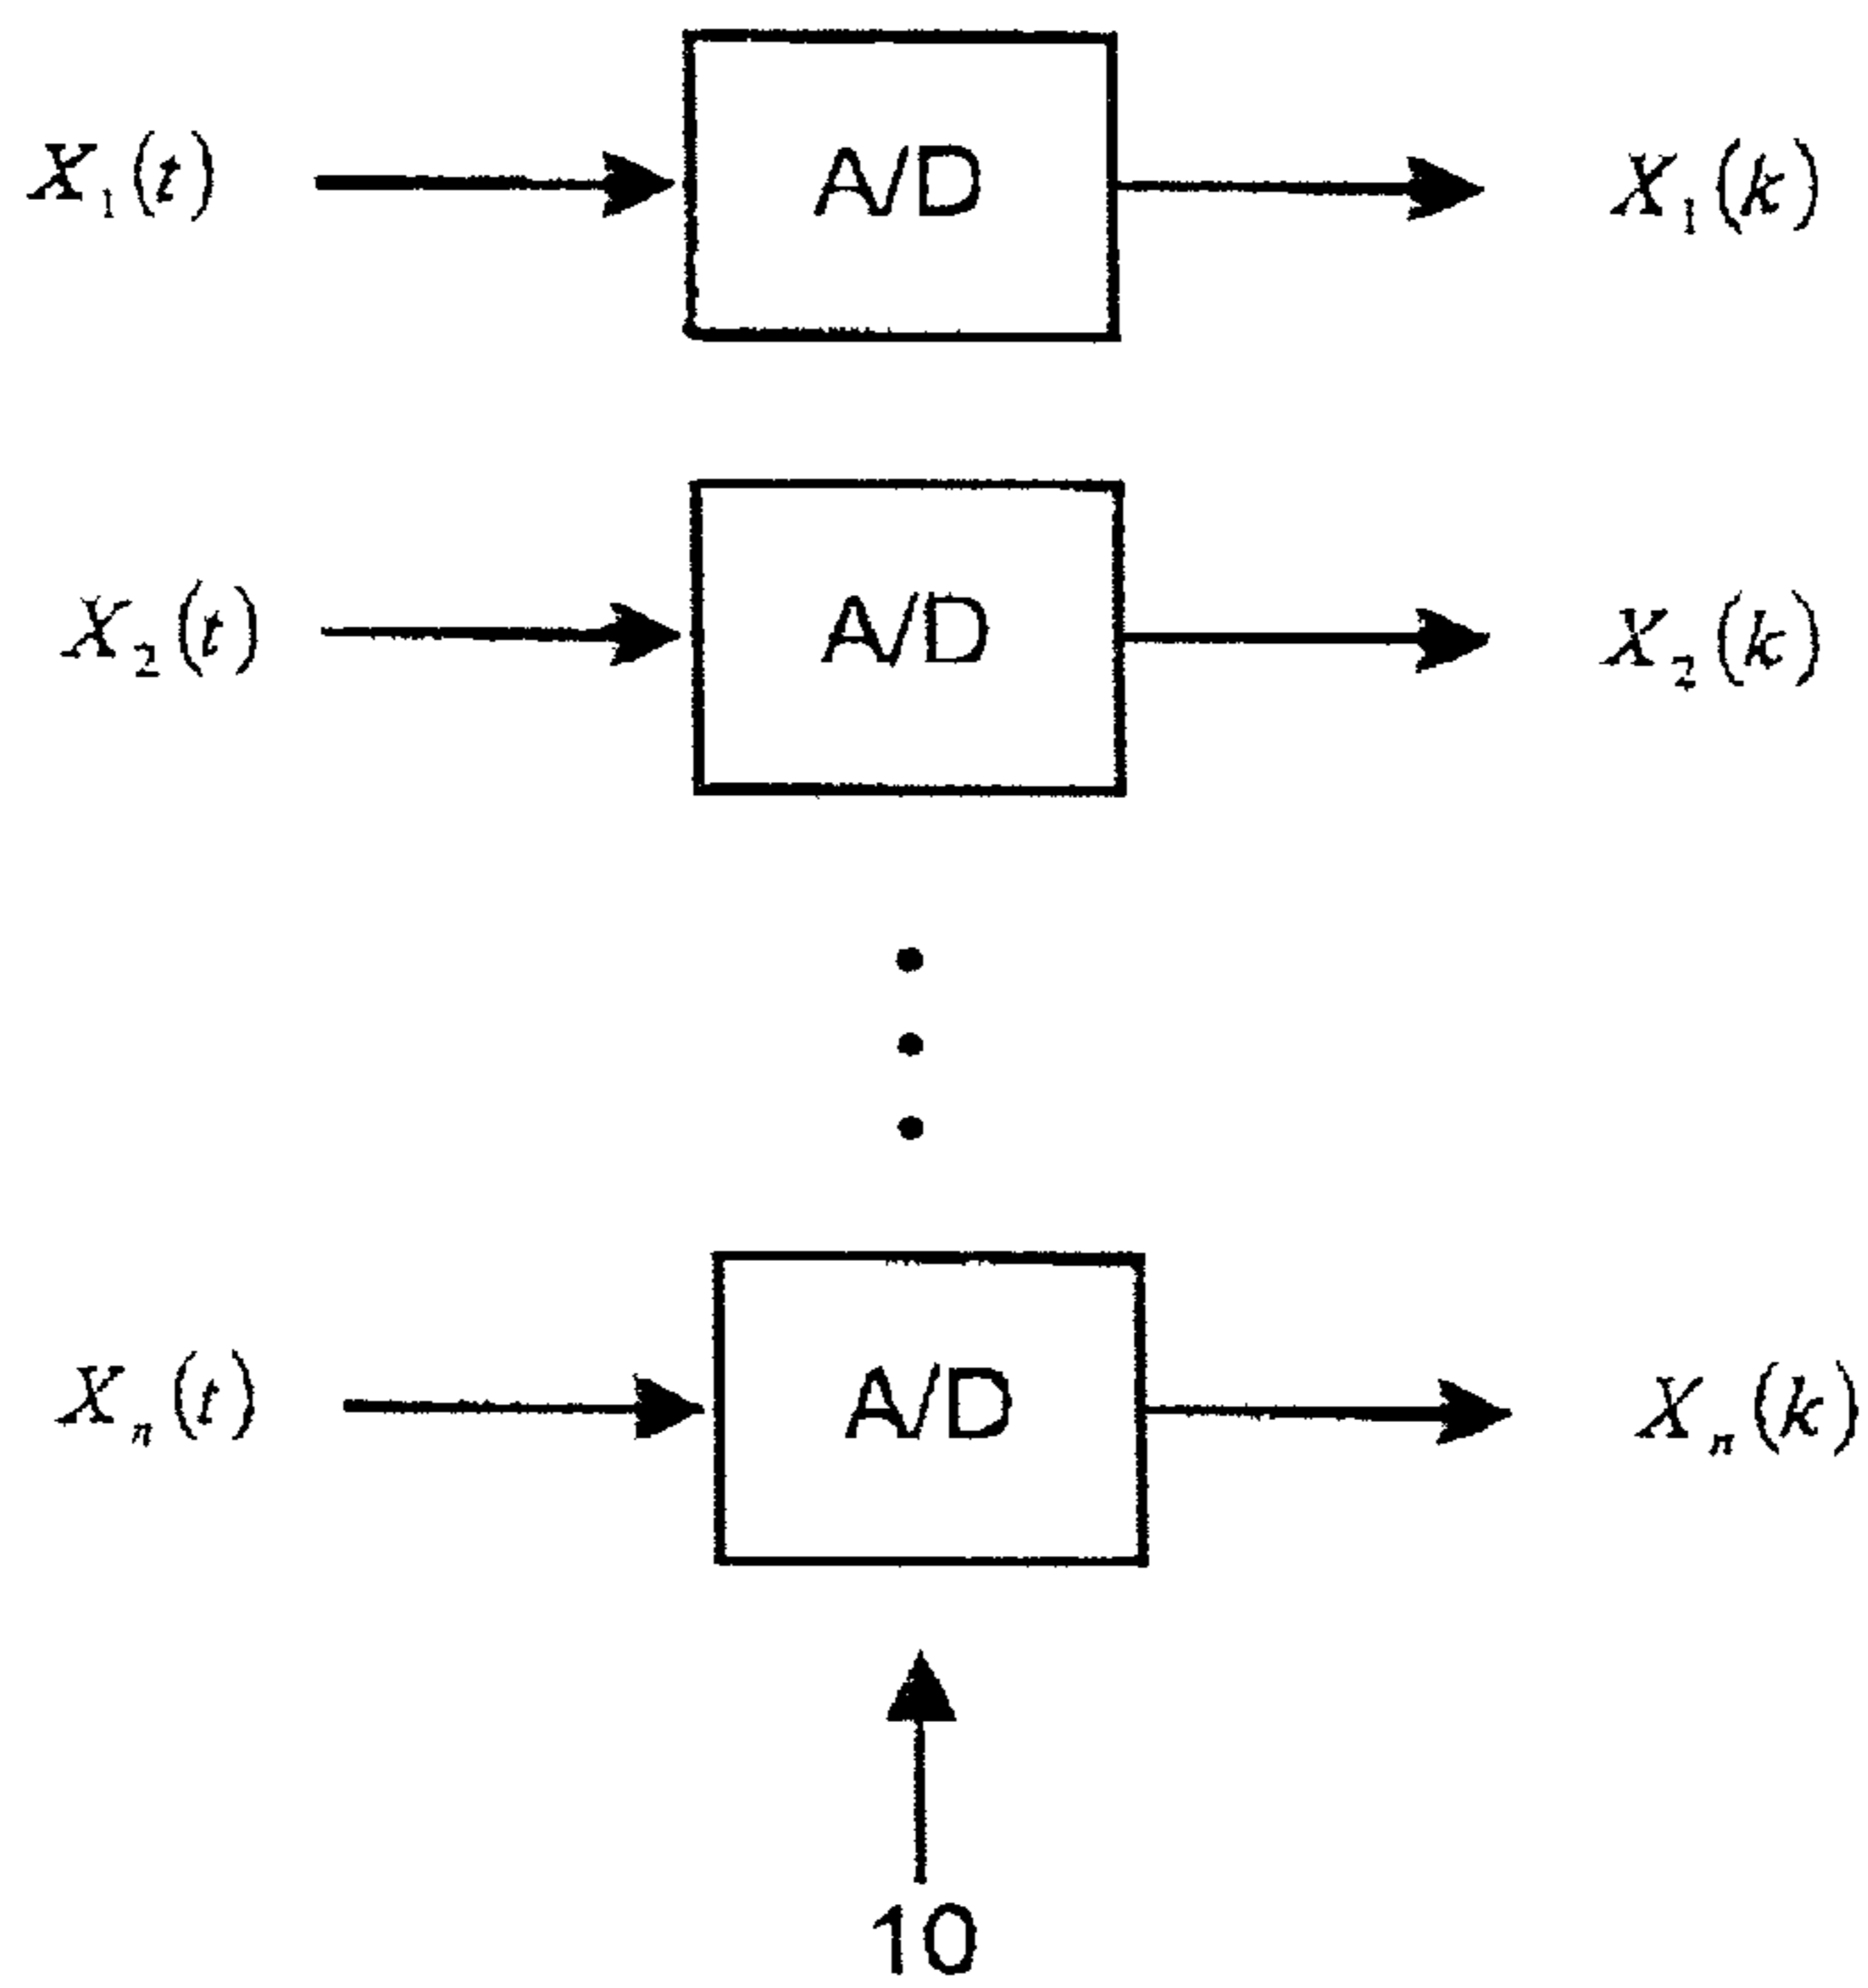 X₁(t) A/D X₁(k)
X₂(t) A/D X₂(k)
Xₙ(t) A/D Xₙ(k)
10